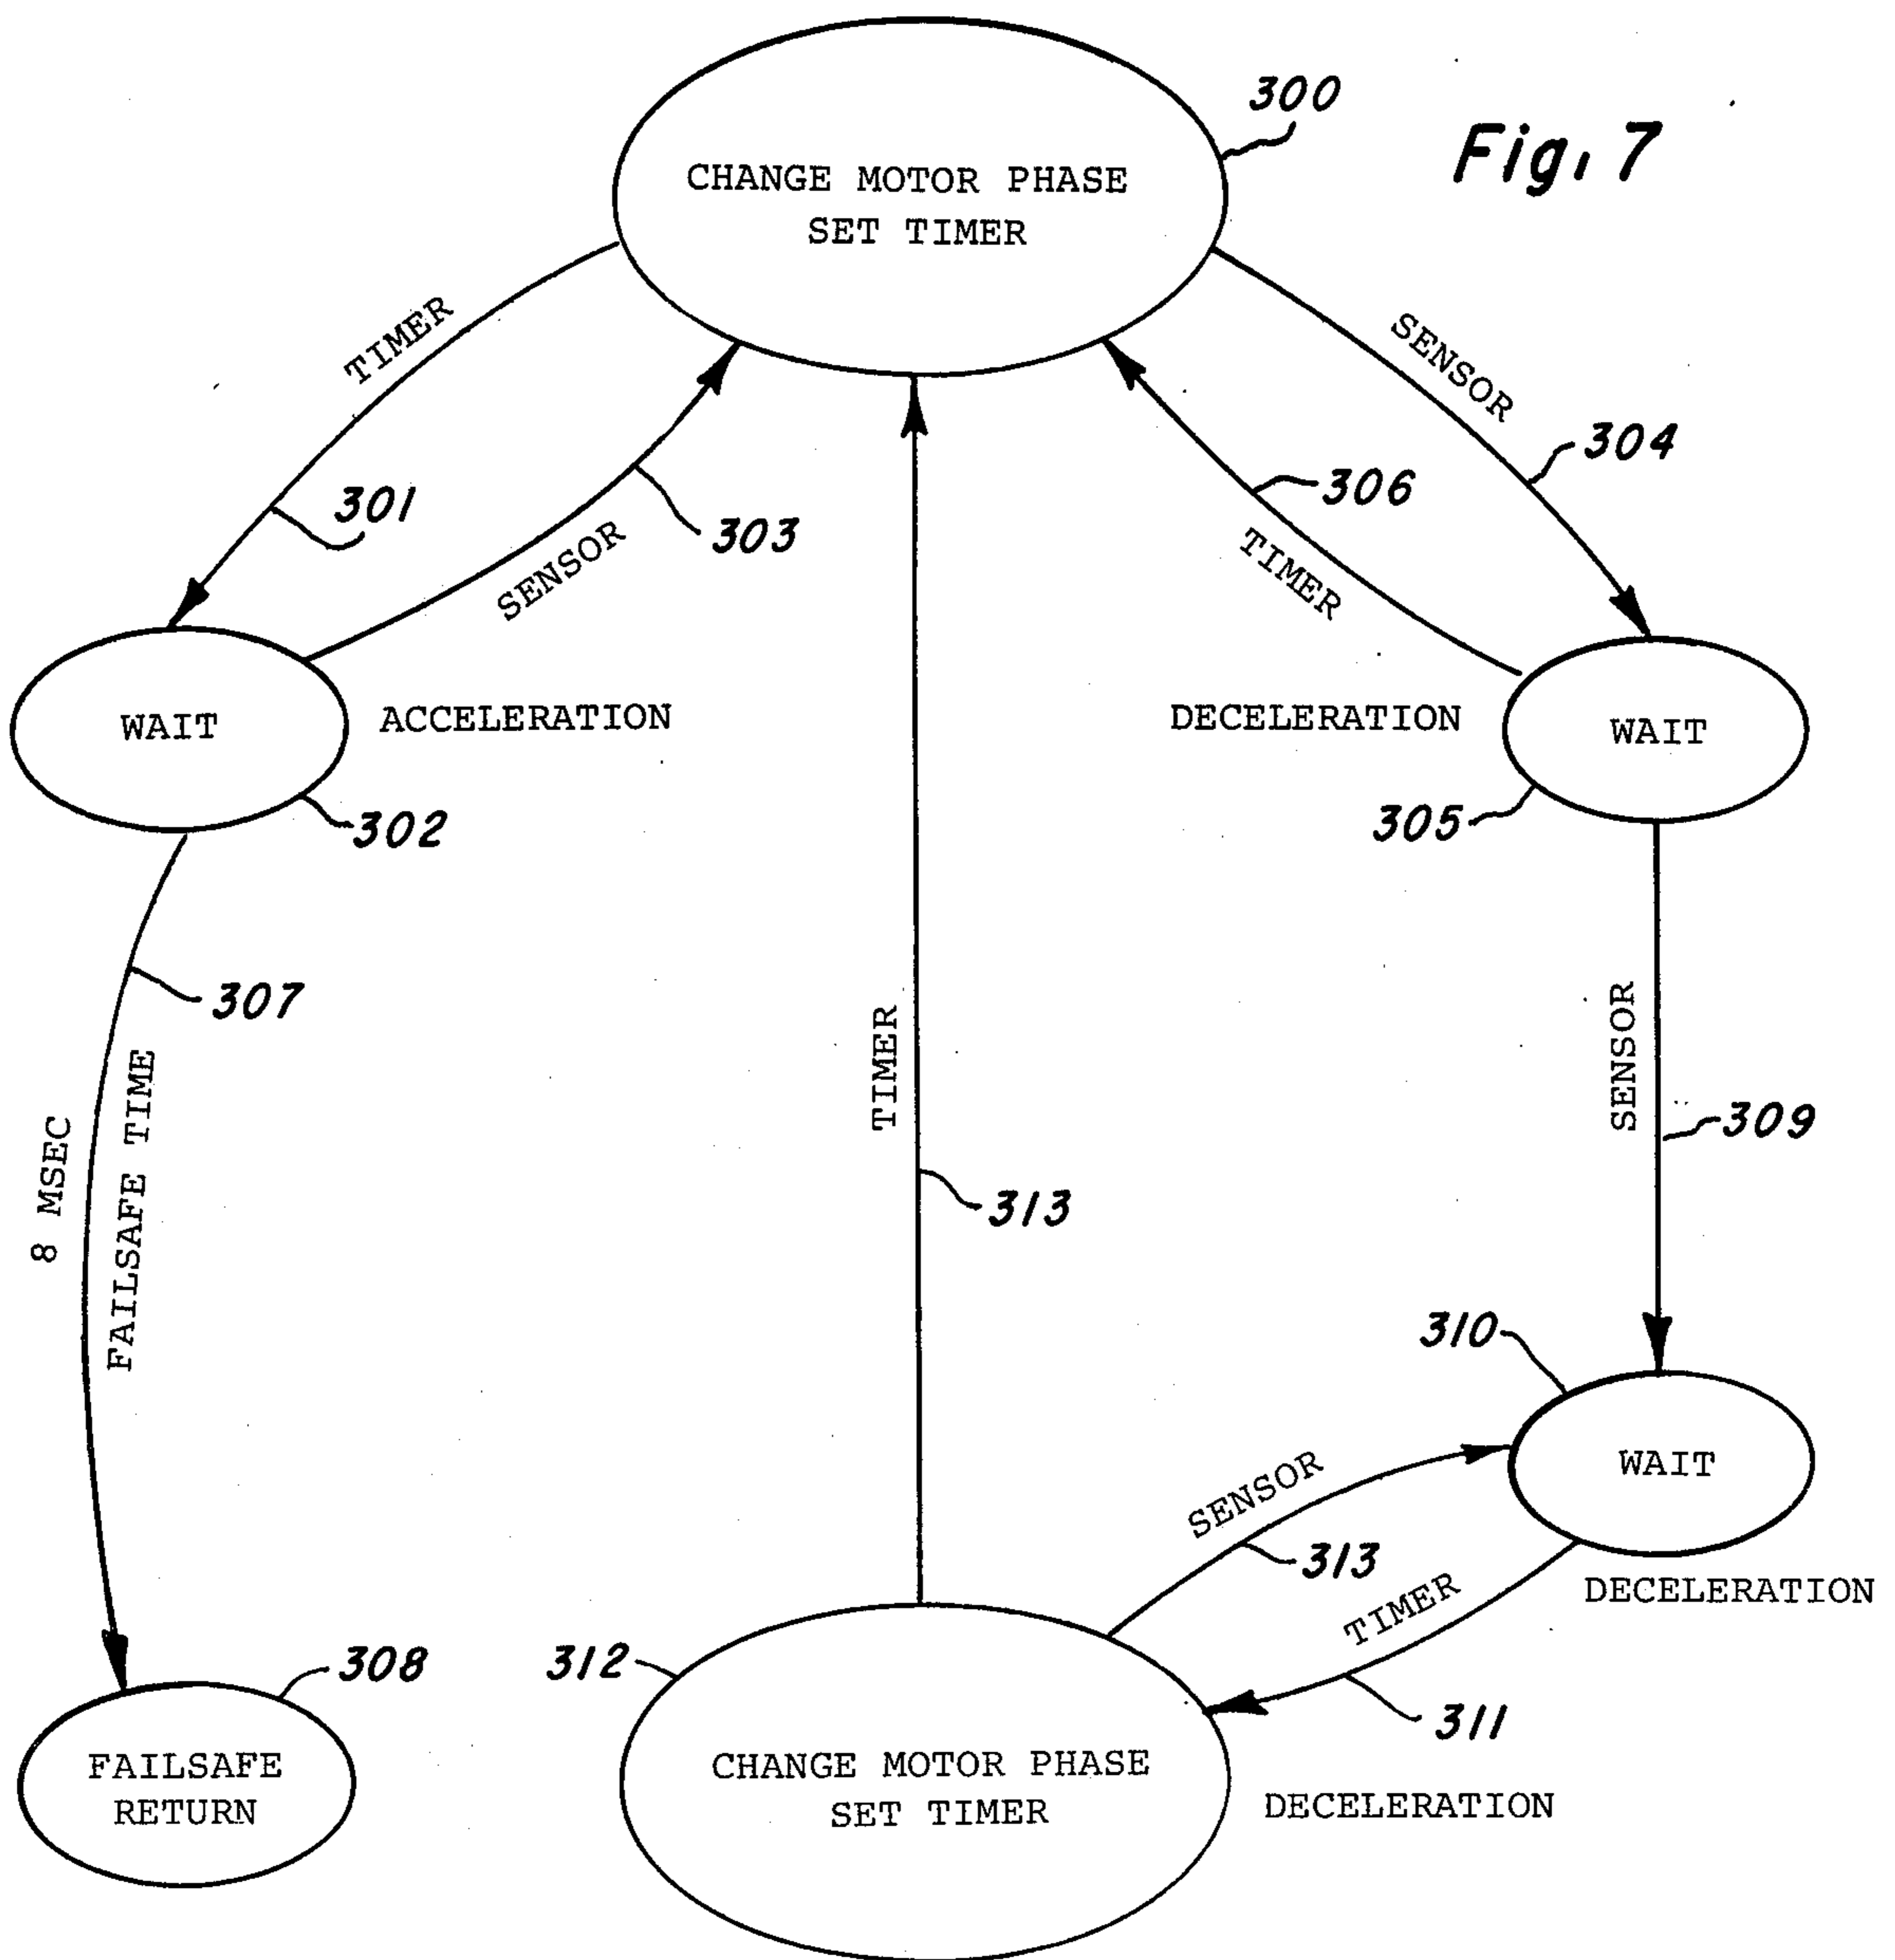 Fig. 7
300
CHANGE MOTOR PHASE
SET TIMER
TIMER
SENSOR
301
303
SENSOR
306
304
TIMER
WAIT
ACCELERATION
302
DECELERATION
WAIT
305
307
8 MSEC
FAILSAFE TIME
TIMER
313
SENSOR
309
310
WAIT
SENSOR
313
TIMER
311
DECELERATION
308
FAILSAFE
RETURN
312
CHANGE MOTOR PHASE
SET TIMER
DECELERATION